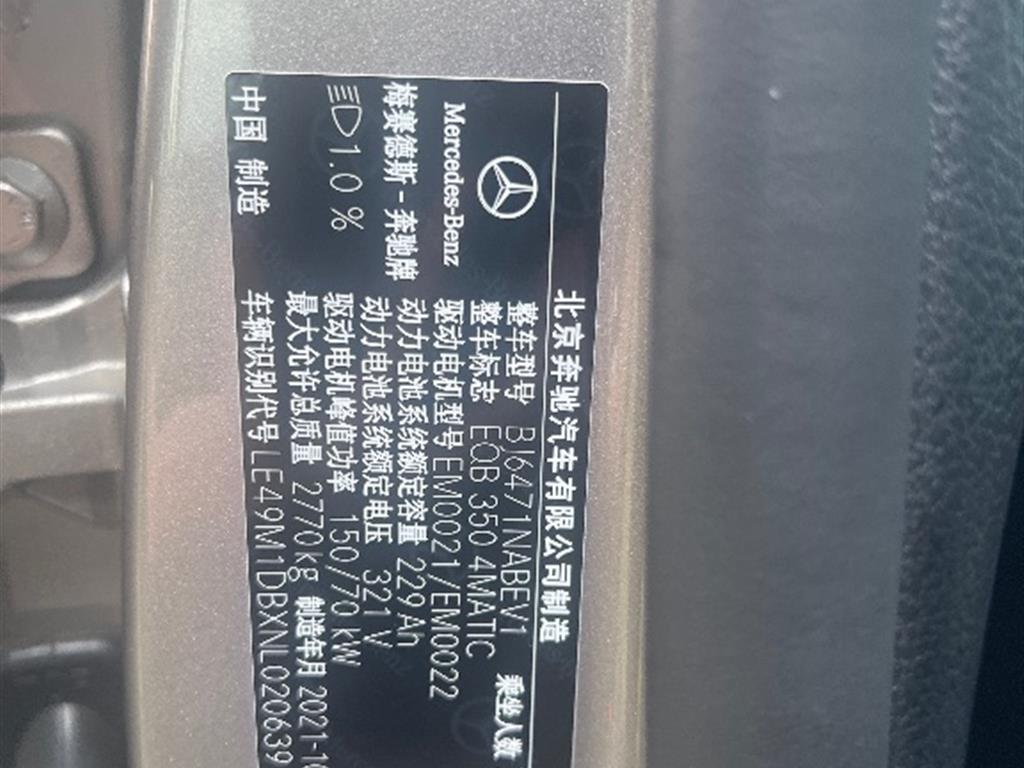 北京奔驰汽车有限公司制造
Mercedes-Benz
梅赛德斯-奔驰牌
1.0 %
中国 制造
整车型号 BJ6471NABEV1 乘坐人数
整车标志 EQB 350 4MATIC
驱动电机型号 EM0021/EM0022
动力电池系统额定容量 229 Ah
动力电池系统额定电压 321 V
驱动电机峰值功率 150/70 kW
最大允许总质量 2770kg 制造年月 2021-1
车辆识别代号 LE49M1DBXNL020639